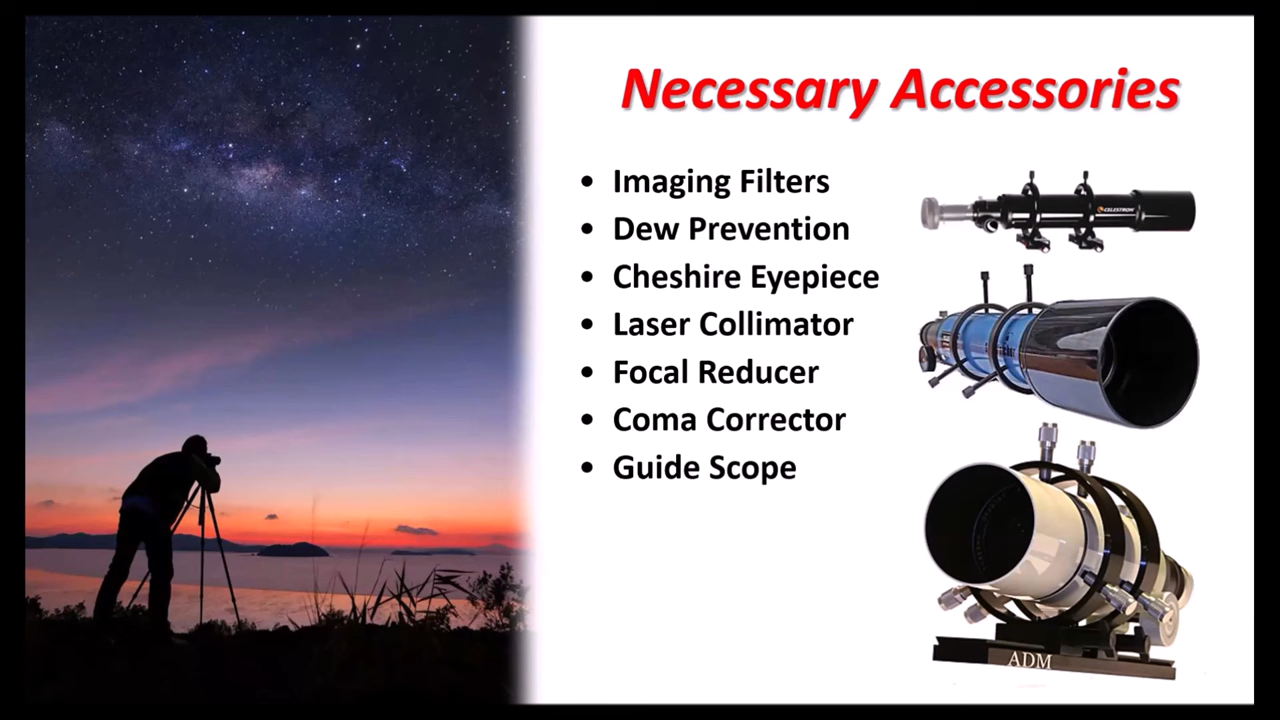 Necessary Accessories
• Imaging Filters
• Dew Prevention
• Cheshire Eyepiece
• Laser Collimator
• Focal Reducer
• Coma Corrector
• Guide Scope
CELESTRON
ADM